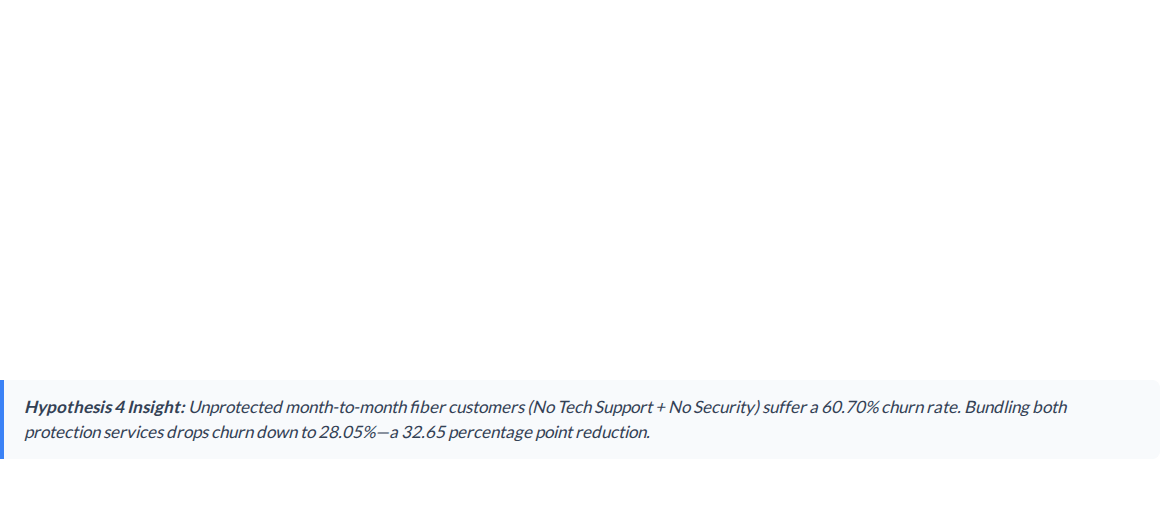 Hypothesis 4 Insight: Unprotected month-to-month fiber customers (No Tech Support + No Security) suffer a 60.70% churn rate. Bundling both
protection services drops churn down to 28.05%—a 32.65 percentage point reduction.